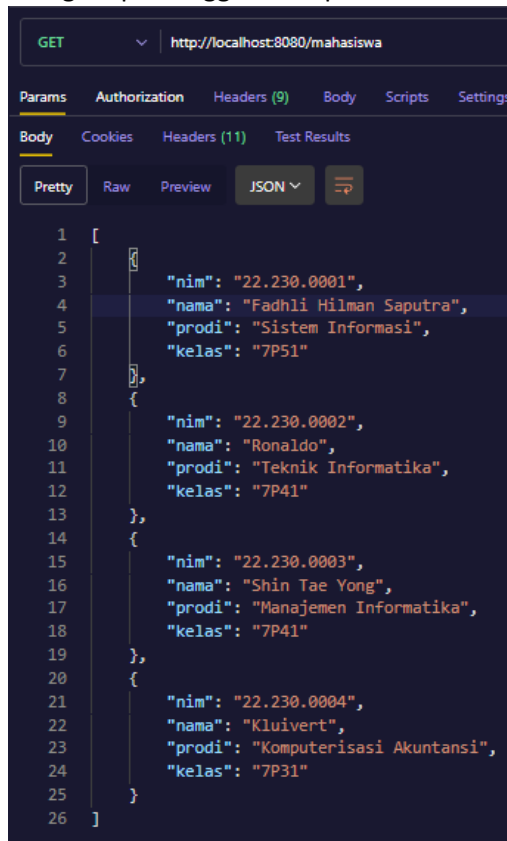 GET http://localhost:8080/mahasiswa
Params Authorization Headers (9) Body Scripts Settings
Body Cookies Headers (11) Test Results
Pretty Raw Preview JSON
1 [
2 {
3 "nim": "22.230.0001",
4 "nama": "Fadhli Hilman Saputra",
5 "prodi": "Sistem Informasi",
6 "kelas": "7P51"
7 },
8 {
9 "nim": "22.230.0002",
10 "nama": "Ronaldo",
11 "prodi": "Teknik Informatika",
12 "kelas": "7P41"
13 },
14 {
15 "nim": "22.230.0003",
16 "nama": "Shin Tae Yong",
17 "prodi": "Manajemen Informatika",
18 "kelas": "7P41"
19 },
20 {
21 "nim": "22.230.0004",
22 "nama": "Kluivert",
23 "prodi": "Komputerisasi Akuntansi",
24 "kelas": "7P31"
25 }
26 ]